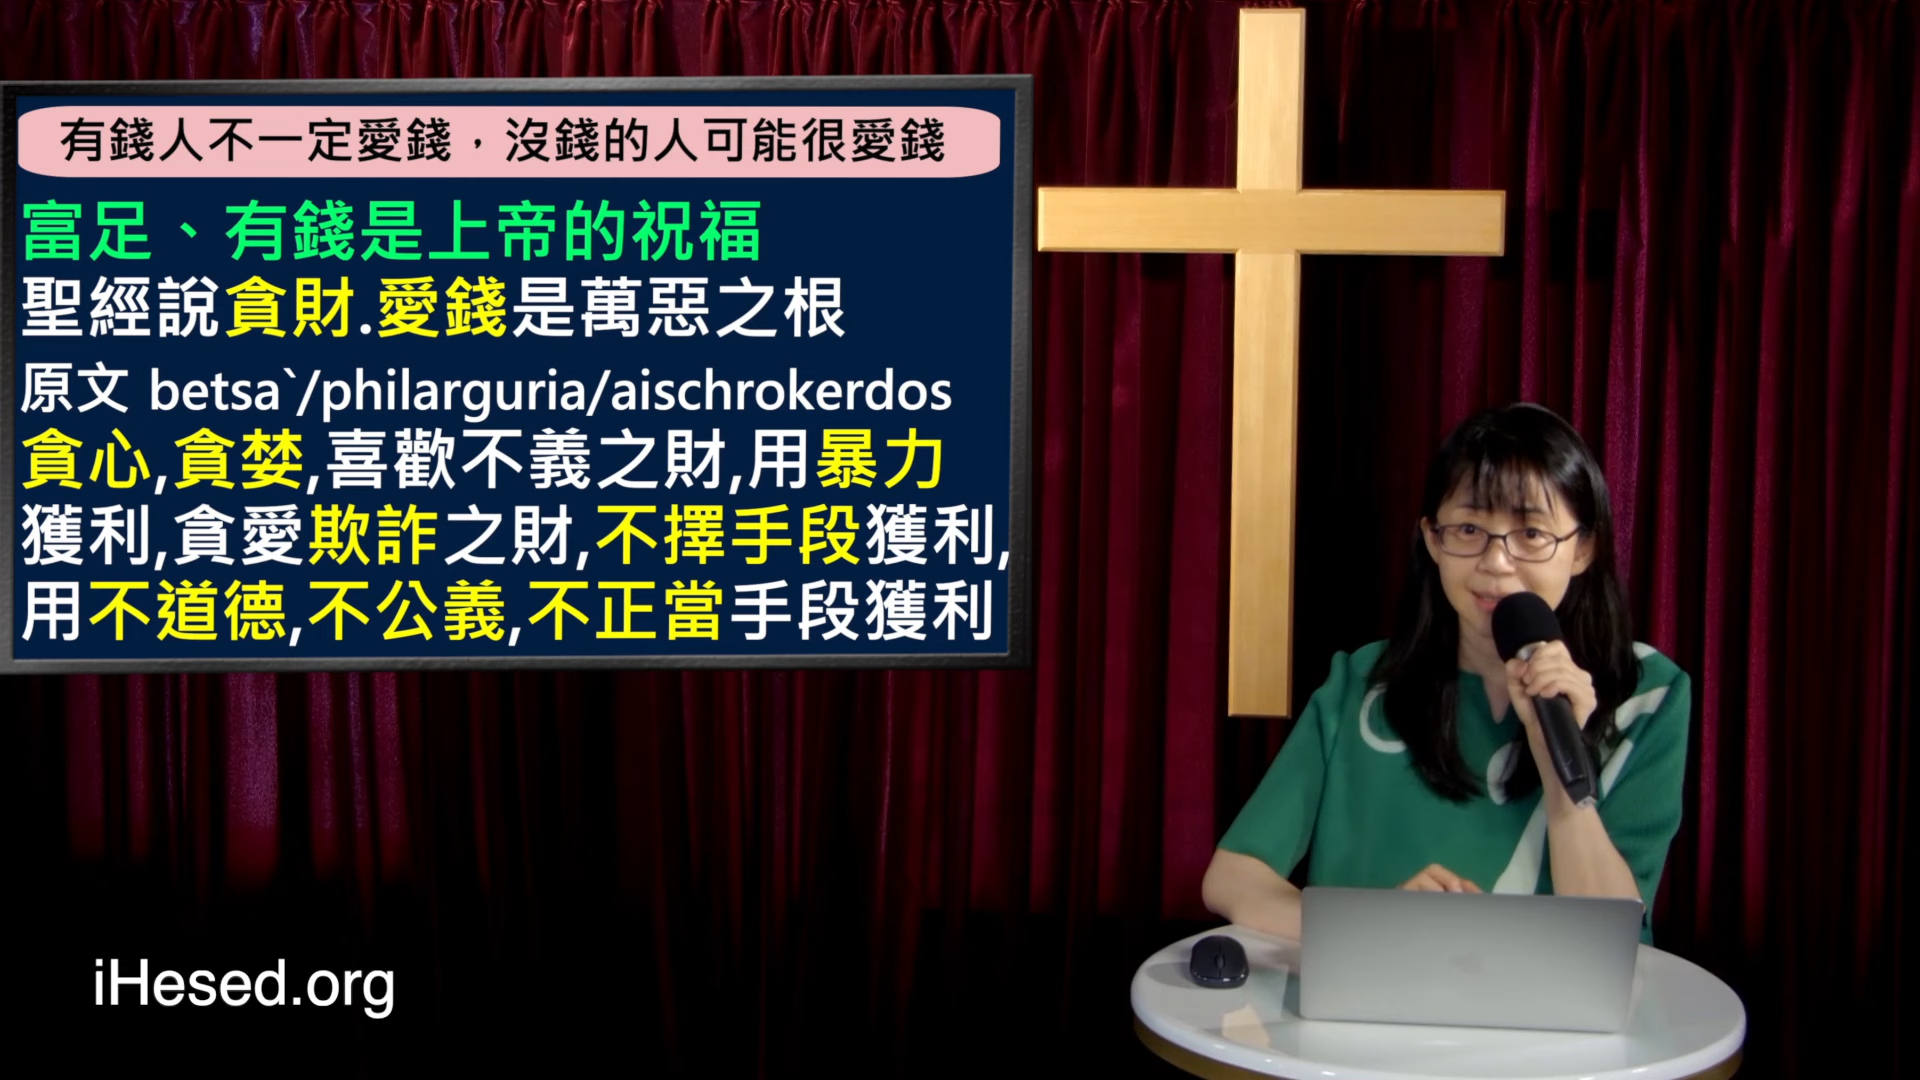 有錢人不一定愛錢，沒錢的人可能很愛錢
富足、有錢是上帝的祝福
聖經說貪財.愛錢是萬惡之根
原文 betsa`/philarguria/aischrokerdos
貪心,貪婪,喜歡不義之財,用暴力
獲利,貪愛欺詐之財,不擇手段獲利,
用不道德,不公義,不正當手段獲利
iHesed.org